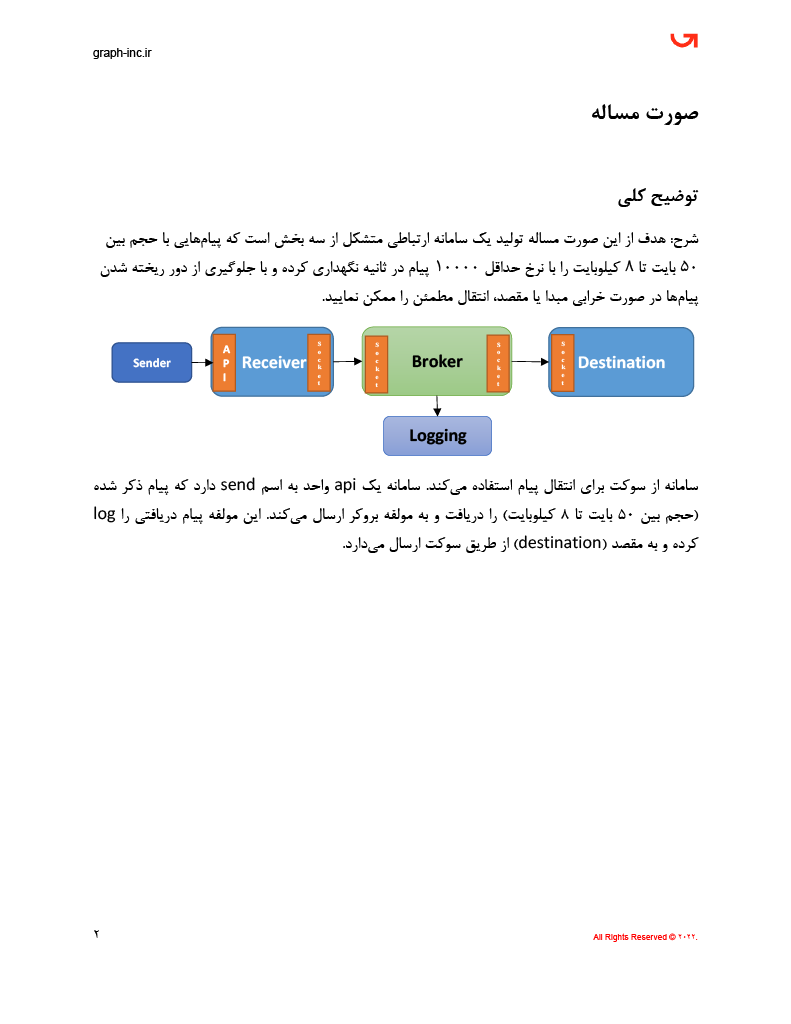 graph-inc.ir
صورت مساله
توضیح کلی
شرح: هدف از این صورت مساله تولید یک سامانه ارتباطی متشکل از سه بخش است که پیام‌هایی با حجم بین
۵۰ بایت تا ۸ کیلوبایت را با نرخ حداقل ۱۰۰۰۰ پیام در ثانیه نگهداری کرده و با جلوگیری از دور ریخته شدن
پیام‌ها در صورت خرابی مبدا یا مقصد، انتقال مطمئن را ممکن نمایید.
Sender
API
Receiver
Socket
Socket
Broker
Socket
Socket
Destination
Logging
سامانه از سوکت برای انتقال پیام استفاده می‌کند. سامانه یک api واحد به اسم send دارد که پیام ذکر شده
(حجم بین ۵۰ بایت تا ۸ کیلوبایت) را دریافت و به مولفه بروکر ارسال می‌کند. این مولفه پیام دریافتی را log
کرده و به مقصد (destination) از طریق سوکت ارسال می‌دارد.
۲
All Rights Reserved © ۲۰۲۲.